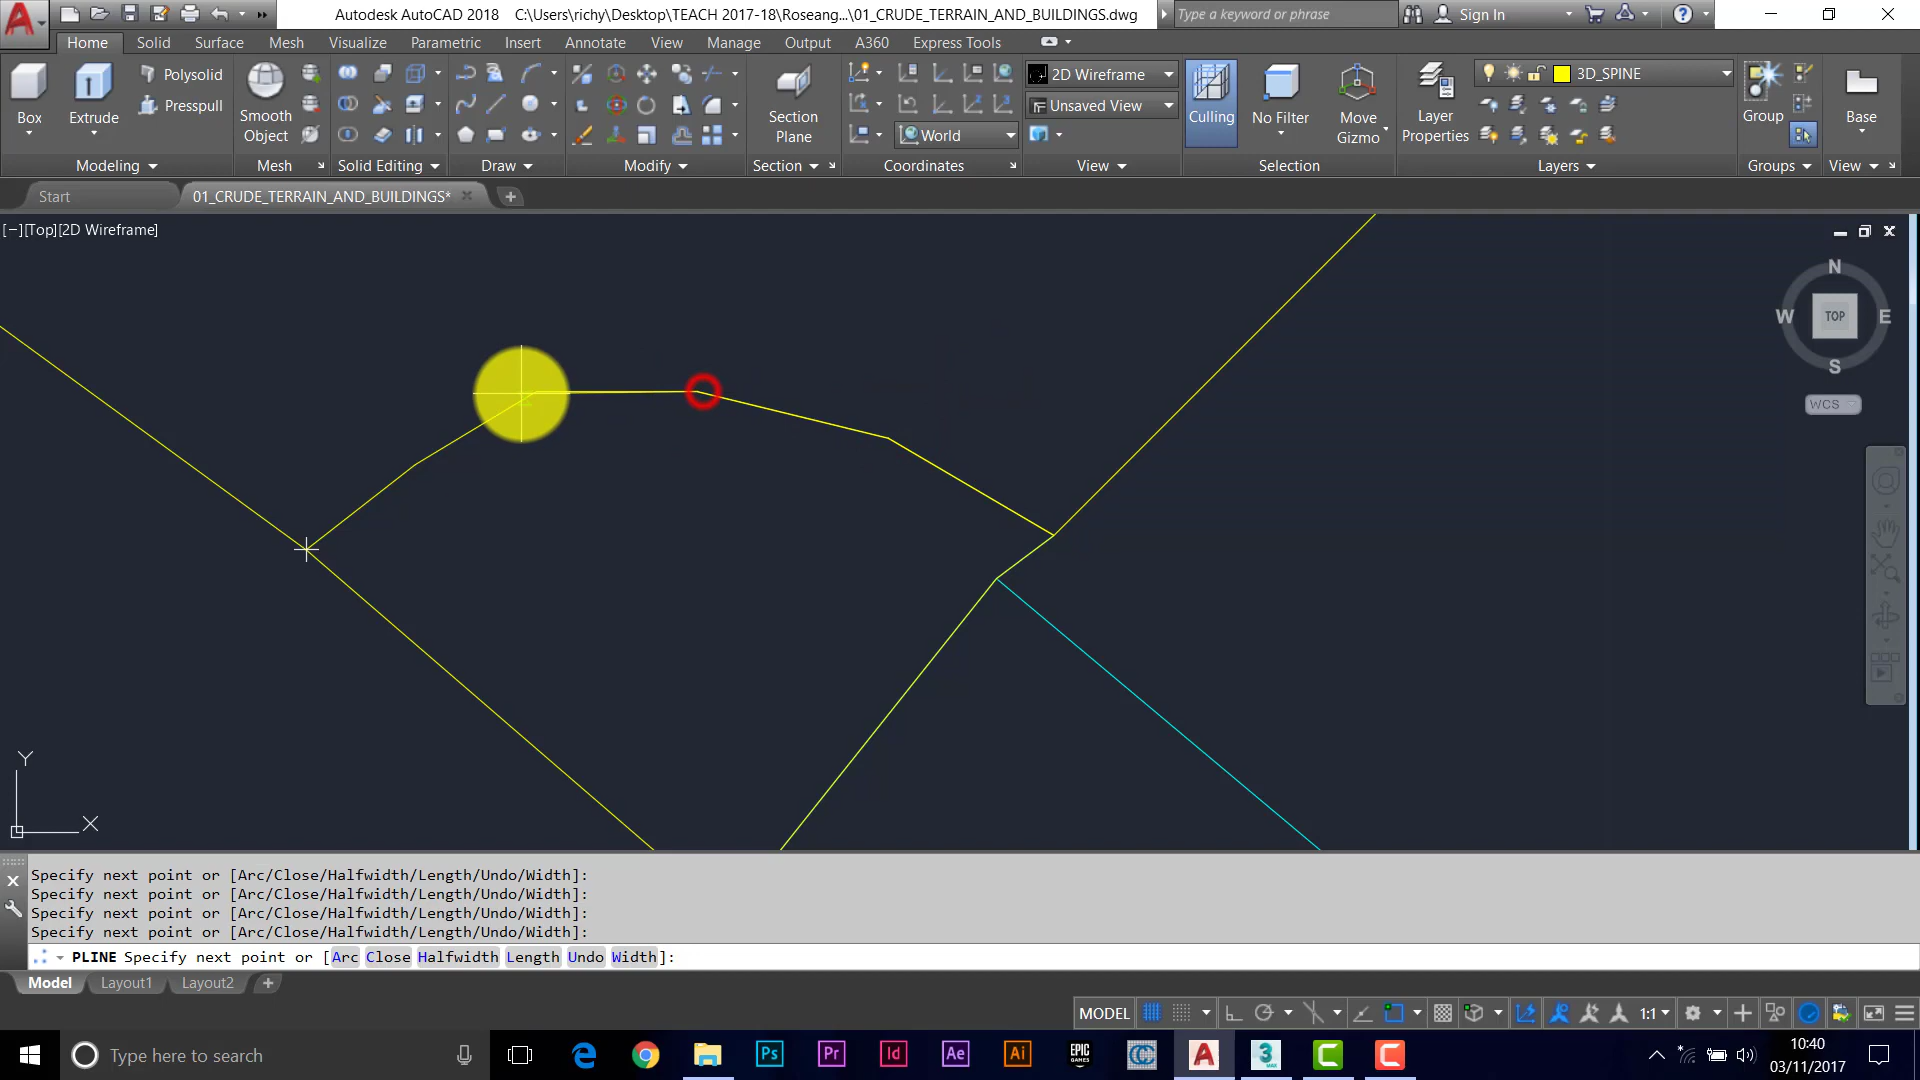 Autodesk AutoCAD 2018 C:\Users\richy\Desktop\TEACH 2017-18\Roseang...\01_CRUDE_TERRAIN_AND_BUILDINGS.dwg
Type a keyword or phrase
Sign In
Home Solid Surface Mesh Visualize Parametric Insert Annotate View Manage Output A360 Express Tools
Box
Extrude
Polysolid
Presspull
Smooth Object
Section Plane
World
2D Wireframe
Unsaved View
Culling
No Filter
Move Gizmo
Layer Properties
3D_SPINE
Group
Base
Modeling Mesh Solid Editing Draw Modify Section Coordinates View Selection Layers Groups View
Start
01_CRUDE_TERRAIN_AND_BUILDINGS*
[−][Top][2D Wireframe]
N
W TOP E
S
WCS
Y
X
Specify next point or [Arc/Close/Halfwidth/Length/Undo/Width]:
Specify next point or [Arc/Close/Halfwidth/Length/Undo/Width]:
Specify next point or [Arc/Close/Halfwidth/Length/Undo/Width]:
Specify next point or [Arc/Close/Halfwidth/Length/Undo/Width]:
PLINE Specify next point or [Arc Close Halfwidth Length Undo Width]:
Model Layout1 Layout2
MODEL
1:1
Type here to search
Ps Pr Id Ae Ai EPIC GAMES
10:40
03/11/2017